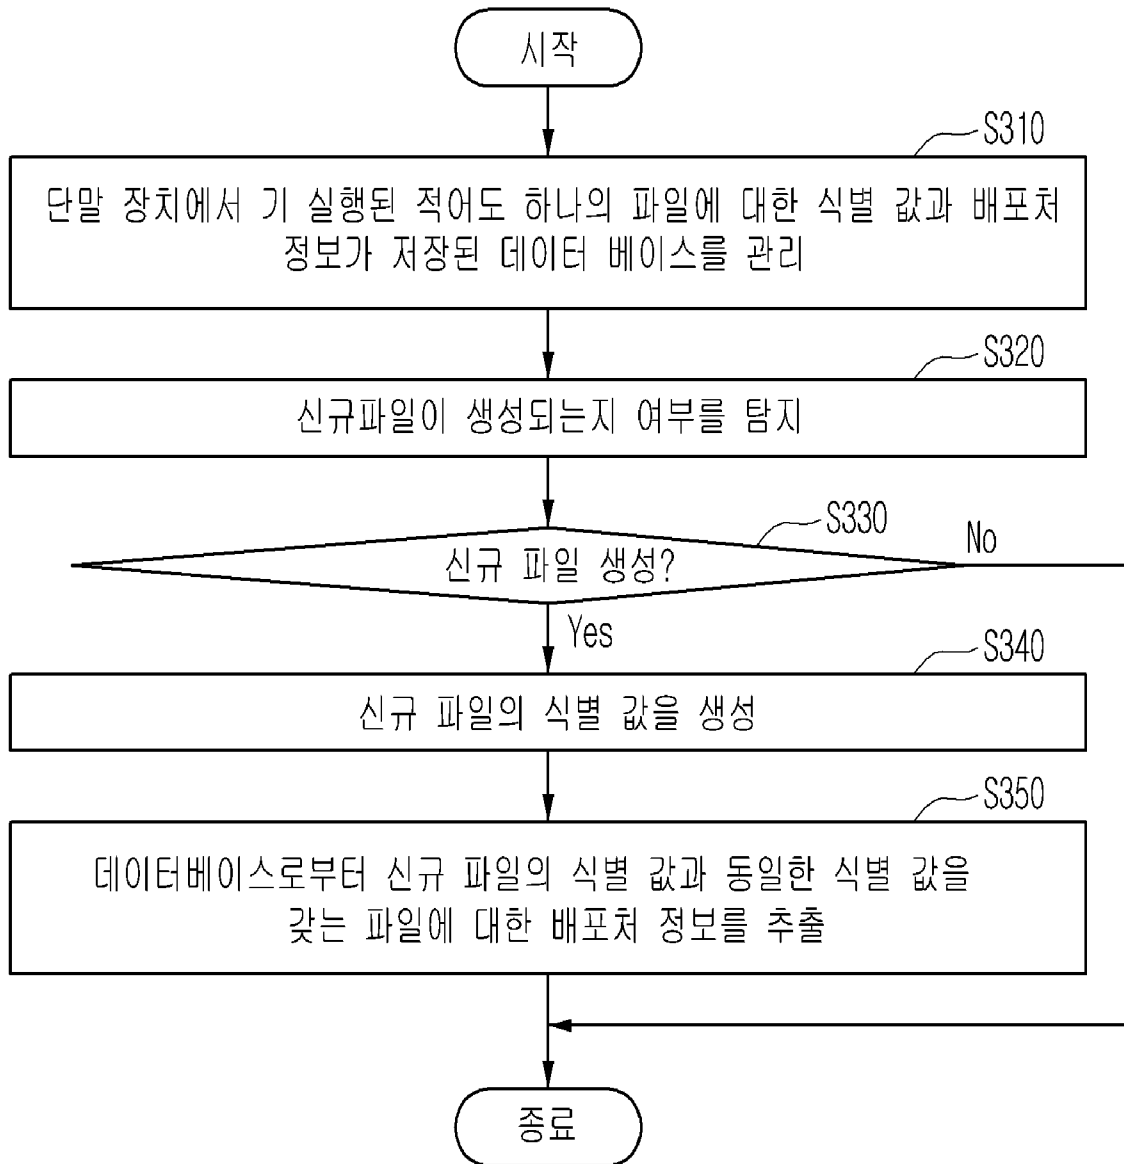 시작
S310
단말 장치에서 기 실행된 적어도 하나의 파일에 대한 식별 값과 배포처
정보가 저장된 데이터 베이스를 관리
S320
신규파일이 생성되는지 여부를 탐지
S330
No
신규 파일 생성?
Yes
S340
신규 파일의 식별 값을 생성
S350
데이터베이스로부터 신규 파일의 식별 값과 동일한 식별 값을
갖는 파일에 대한 배포처 정보를 추출
종료